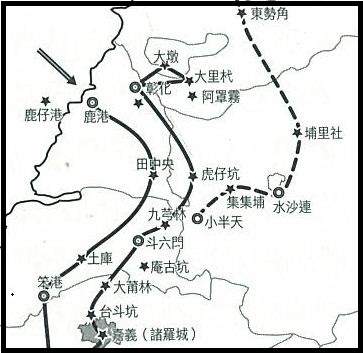 東勢角
大墩
大里杙
彰化
阿罩霧
鹿仔港
鹿港
埔里社
田中央
虎仔坑
集集埔
水沙連
九芎林
小半天
斗六門
土庫
庵古坑
笨港
大莆林
台斗坑
嘉義（諸羅城）